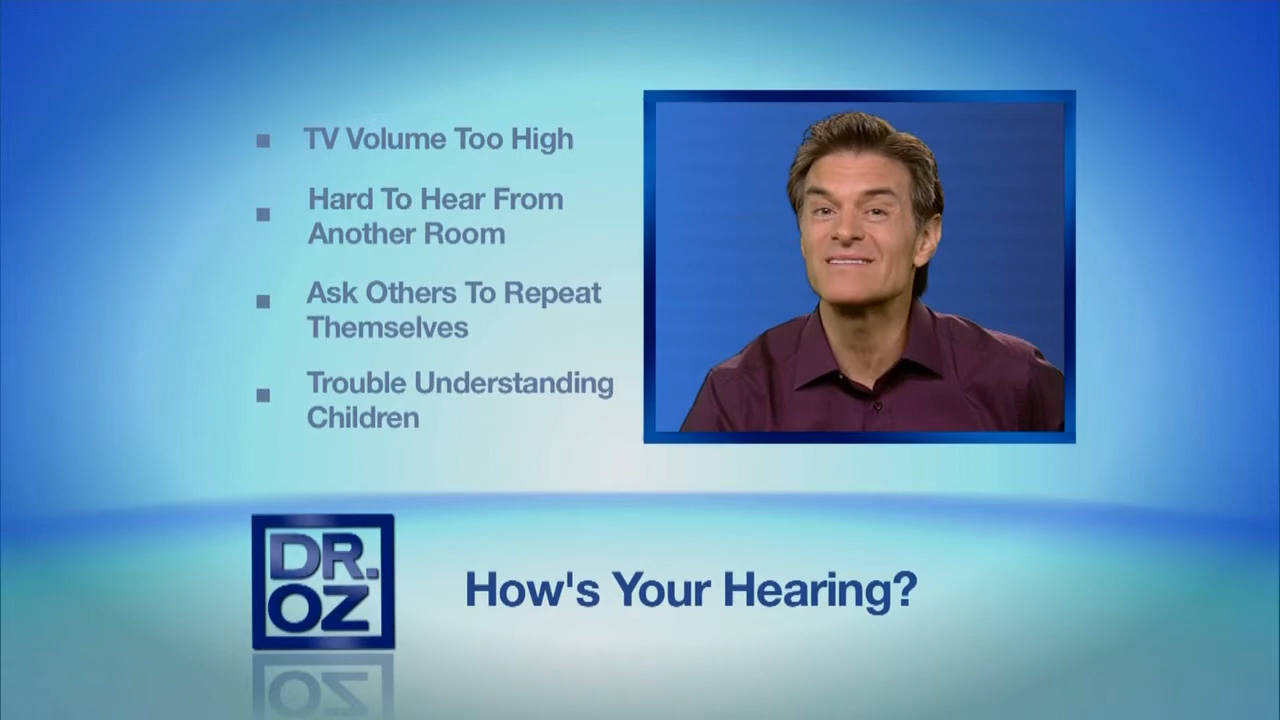 TV Volume Too High
Hard To Hear From
Another Room
Ask Others To Repeat
Themselves
Trouble Understanding
Children
DR.
OZ
How's Your Hearing?